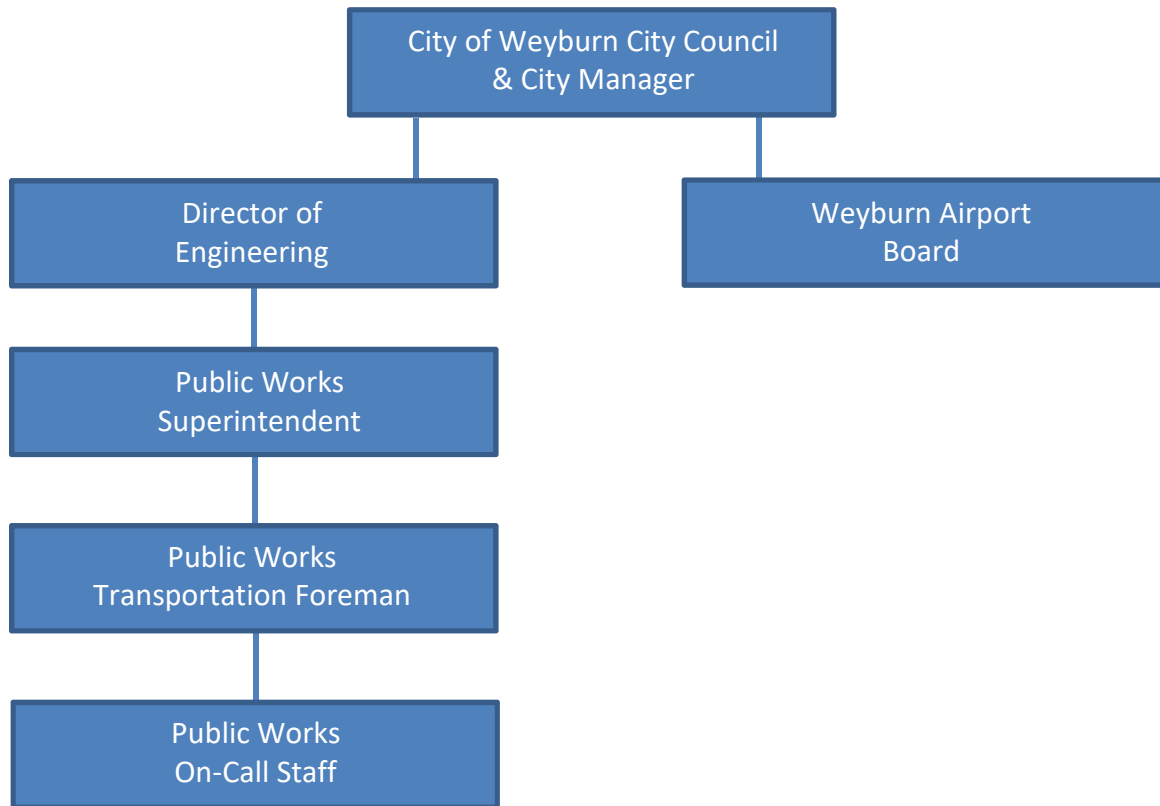 City of Weyburn City Council
& City Manager
Director of
Engineering
Weyburn Airport
Board
Public Works
Superintendent
Public Works
Transportation Foreman
Public Works
On-Call Staff